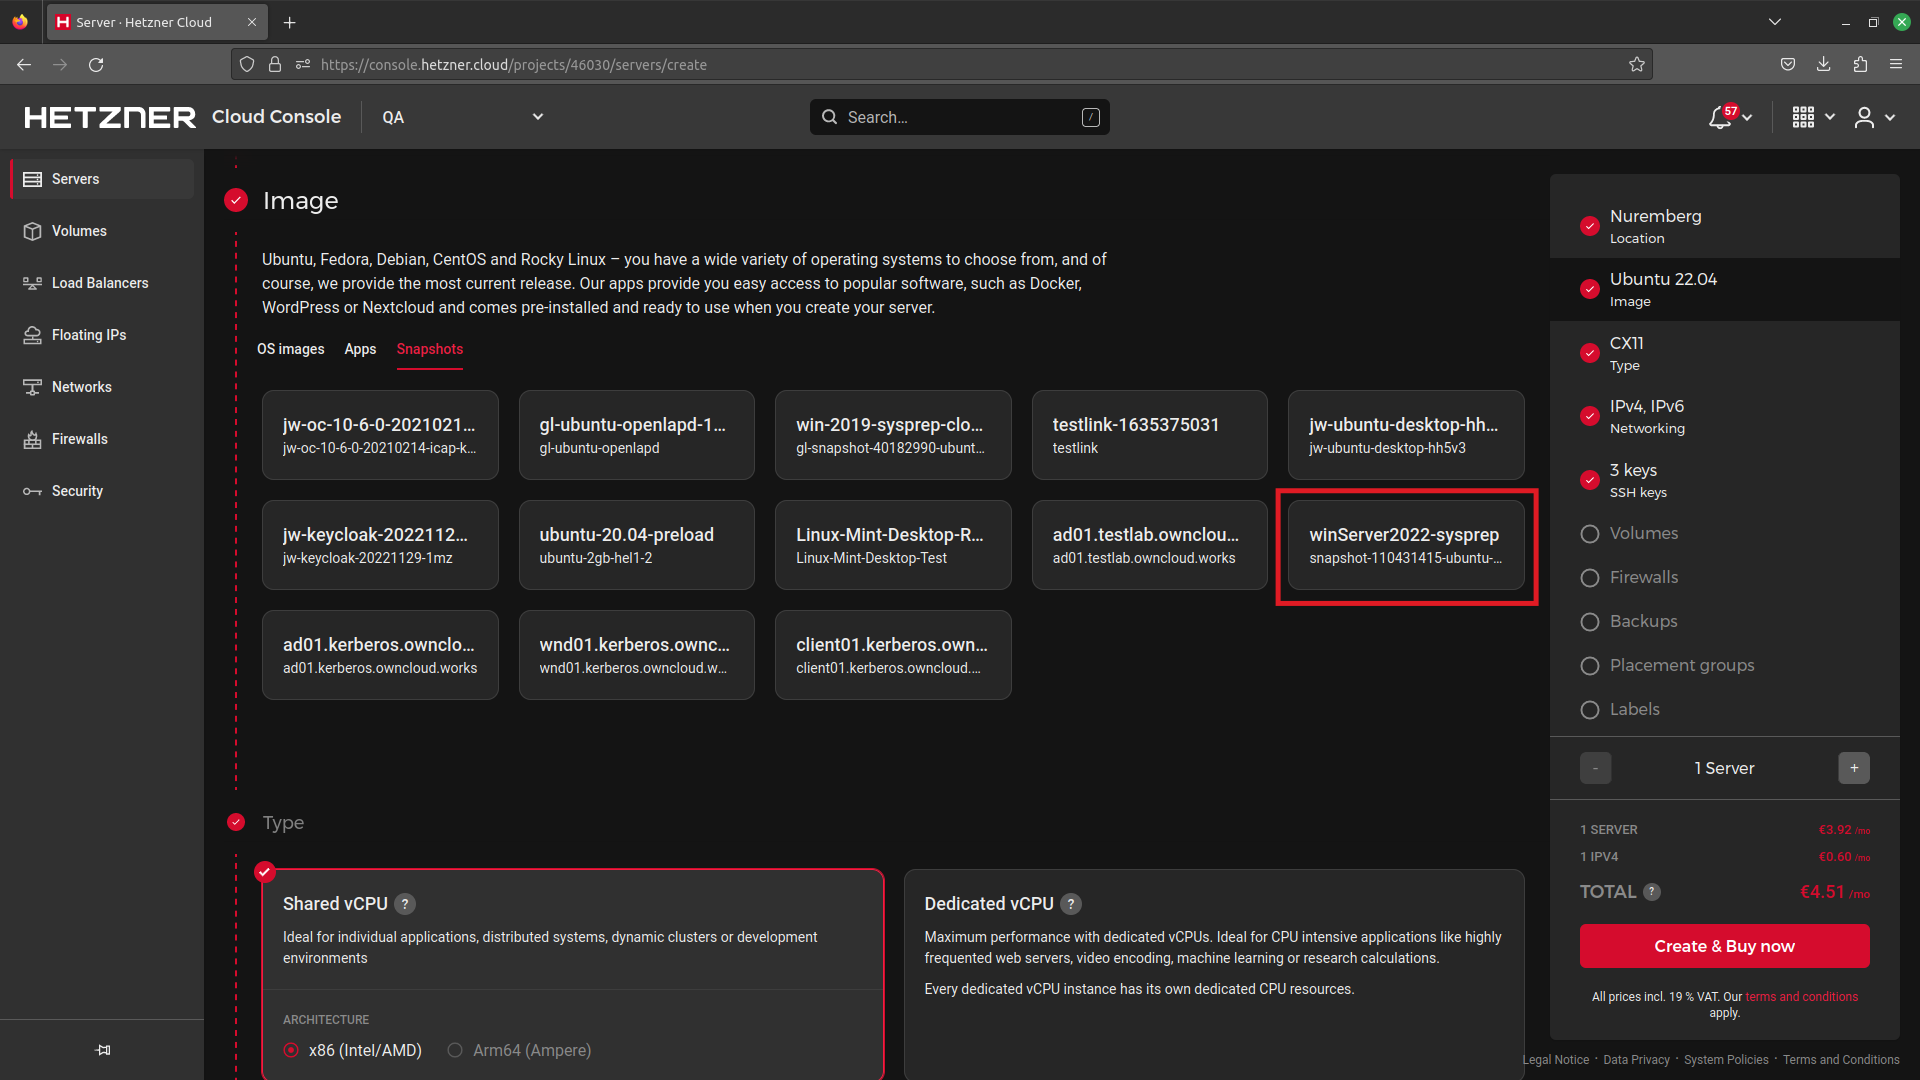 Server · Hetzner Cloud
https://console.hetzner.cloud/projects/46030/servers/create
HETZNER Cloud Console QA
Search...
/
57
Servers
Volumes
Load Balancers
Floating IPs
Networks
Firewalls
Security
Image
Ubuntu, Fedora, Debian, CentOS and Rocky Linux – you have a wide variety of operating systems to choose from, and of
course, we provide the most current release. Our apps provide you easy access to popular software, such as Docker,
WordPress or Nextcloud and comes pre-installed and ready to use when you create your server.
OS images Apps Snapshots
jw-oc-10-6-0-2021021...
jw-oc-10-6-0-20210214-icap-k...
gl-ubuntu-openlapd-1...
gl-ubuntu-openlapd
win-2019-sysprep-clo...
gl-snapshot-40182990-ubunt...
testlink-1635375031
testlink
jw-ubuntu-desktop-hh...
jw-ubuntu-desktop-hh5v3
jw-keycloak-2022112...
jw-keycloak-20221129-1mz
ubuntu-20.04-preload
ubuntu-2gb-hel1-2
Linux-Mint-Desktop-R...
Linux-Mint-Desktop-Test
ad01.testlab.ownclou...
ad01.testlab.owncloud.works
winServer2022-sysprep
snapshot-110431415-ubuntu-...
ad01.kerberos.ownclo...
ad01.kerberos.owncloud.works
wnd01.kerberos.ownc...
wnd01.kerberos.owncloud.w...
client01.kerberos.own...
client01.kerberos.owncloud....
Type
Shared vCPU ?
Ideal for individual applications, distributed systems, dynamic clusters or development
environments
ARCHITECTURE
x86 (Intel/AMD) Arm64 (Ampere)
Dedicated vCPU ?
Maximum performance with dedicated vCPUs. Ideal for CPU intensive applications like highly
frequented web servers, video encoding, machine learning or research calculations.
Every dedicated vCPU instance has its own dedicated CPU resources.
Nuremberg
Location
Ubuntu 22.04
Image
CX11
Type
IPv4, IPv6
Networking
3 keys
SSH keys
Volumes
Firewalls
Backups
Placement groups
Labels
- 1 Server +
1 SERVER €3.92 /mo
1 IPV4 €0.60 /mo
TOTAL ? €4.51 /mo
Create & Buy now
All prices incl. 19 % VAT. Our terms and conditions
apply.
Legal Notice · Data Privacy · System Policies · Terms and Conditions